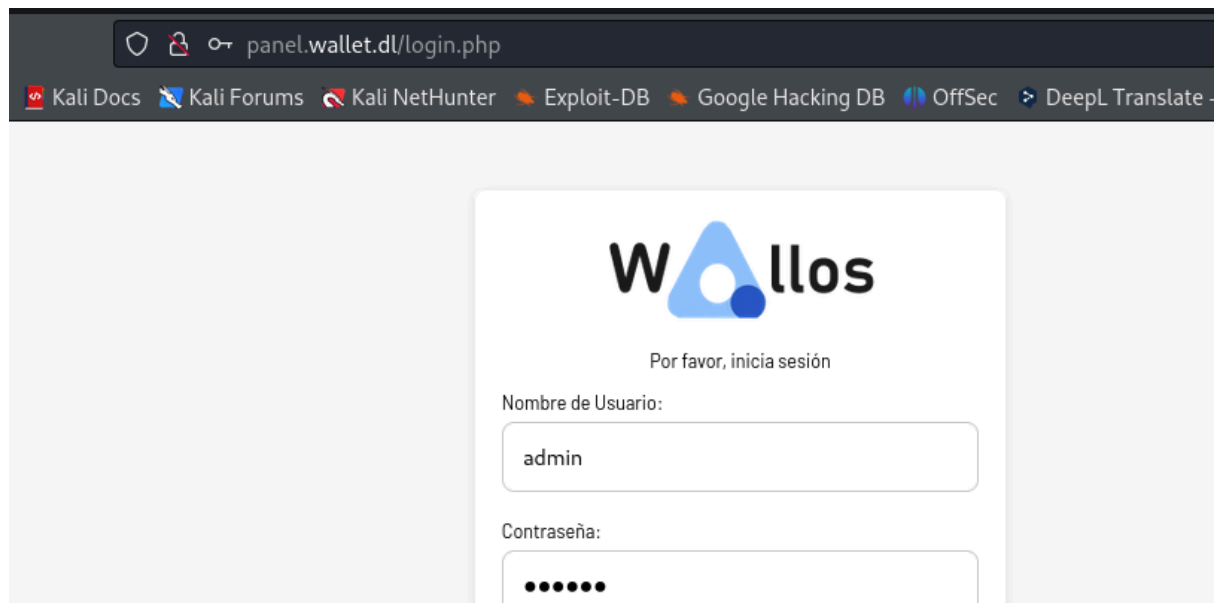 panel.wallet.dl/login.php
Kali Docs Kali Forums Kali NetHunter Exploit-DB Google Hacking DB OffSec DeepL Translate -
Wallos
Por favor, inicia sesión
Nombre de Usuario:
admin
Contraseña:
••••••